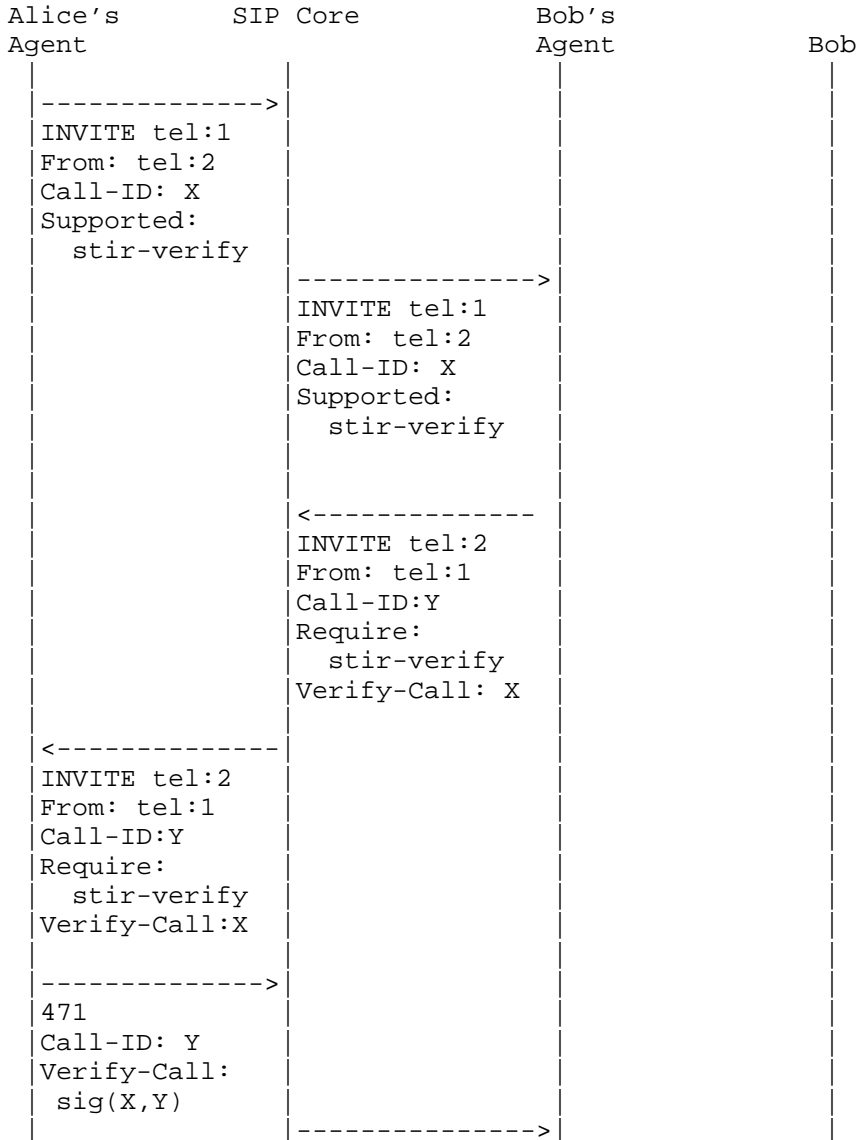 Alice's SIP Core Bob's
Agent Agent Bob
|-------------->|
INVITE tel:1
From: tel:2
Call-ID: X
Supported:
stir-verify
|--------------->|
INVITE tel:1
From: tel:2
Call-ID: X
Supported:
stir-verify
|<--------------
INVITE tel:2
From: tel:1
Call-ID:Y
Require:
stir-verify
Verify-Call: X
|<--------------|
INVITE tel:2
From: tel:1
Call-ID:Y
Require:
stir-verify
Verify-Call:X
|-------------->|
471
Call-ID: Y
Verify-Call:
sig(X,Y)
|--------------->|